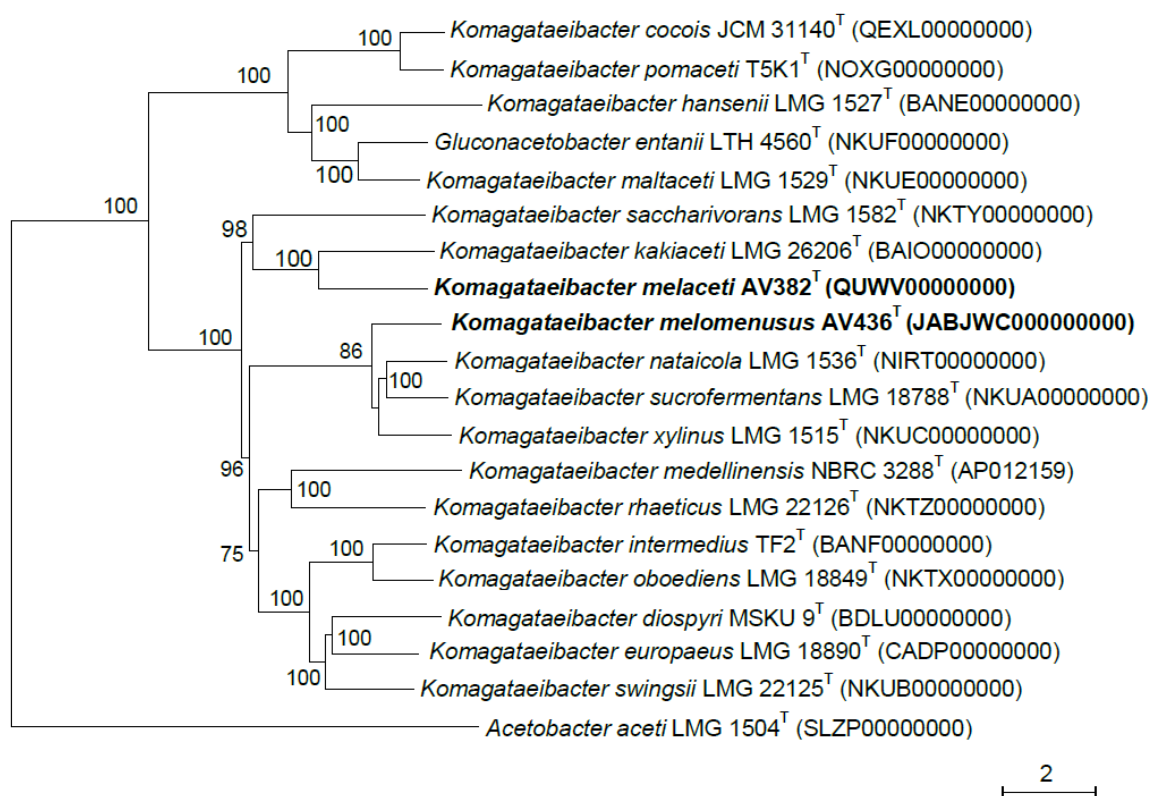 Komagataeibacter cocois JCM 31140T (QEXL00000000)
100
Komagataeibacter pomaceti T5K1T (NOXG00000000)
100
Komagataeibacter hansenii LMG 1527T (BANE00000000)
100
Gluconacetobacter entanii LTH 4560T (NKUF00000000)
100
Komagataeibacter maltaceti LMG 1529T (NKUE00000000)
100
Komagataeibacter saccharivorans LMG 1582T (NKTY00000000)
98
Komagataeibacter kakiaceti LMG 26206T (BAIO00000000)
100
Komagataeibacter melaceti AV382T (QUWV00000000)
Komagataeibacter melomenusus AV436T (JABJWC000000000)
100
86
Komagataeibacter nataicola LMG 1536T (NIRT00000000)
100
Komagataeibacter sucrofermentans LMG 18788T (NKUA00000000)
Komagataeibacter xylinus LMG 1515T (NKUC00000000)
96
Komagataeibacter medellinensis NBRC 3288T (AP012159)
100
Komagataeibacter rhaeticus LMG 22126T (NKTZ00000000)
75
Komagataeibacter intermedius TF2T (BANF00000000)
100
Komagataeibacter oboediens LMG 18849T (NKTX00000000)
100
Komagataeibacter diospyri MSKU 9T (BDLU00000000)
100
Komagataeibacter europaeus LMG 18890T (CADP00000000)
100
Komagataeibacter swingsii LMG 22125T (NKUB00000000)
Acetobacter aceti LMG 1504T (SLZP00000000)
2